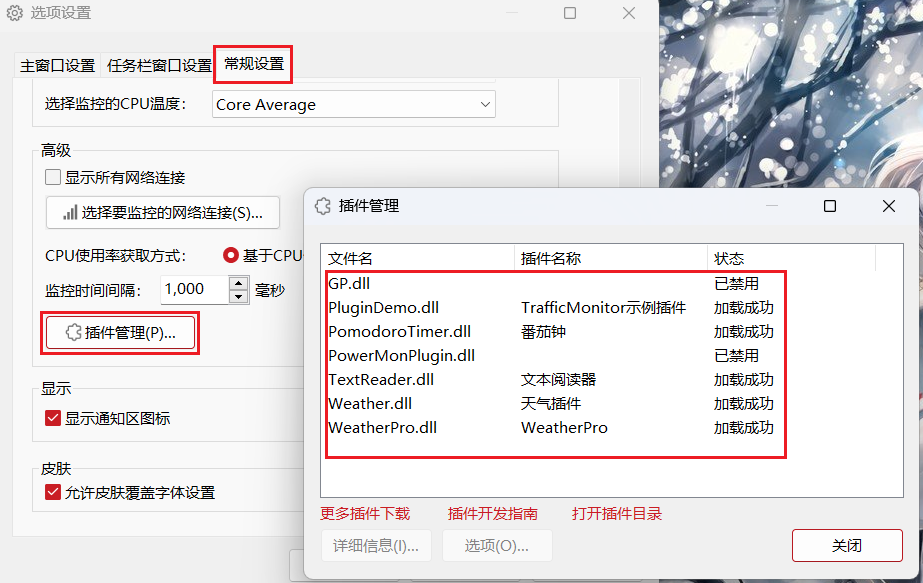 选项设置
主窗口设置 任务栏窗口设置 常规设置
选择监控的CPU温度: Core Average
高级
显示所有网络连接
选择要监控的网络连接(S)...
CPU使用率获取方式: 基于CPU
监控时间间隔: 1,000 毫秒
插件管理(P)...
显示
显示通知区图标
皮肤
允许皮肤覆盖字体设置
插件管理
文件名 插件名称 状态
GP.dll 已禁用
PluginDemo.dll TrafficMonitor示例插件 加载成功
PomodoroTimer.dll 番茄钟 加载成功
PowerMonPlugin.dll 已禁用
TextReader.dll 文本阅读器 加载成功
Weather.dll 天气插件 加载成功
WeatherPro.dll WeatherPro 加载成功
更多插件下载 插件开发指南 打开插件目录
详细信息(I)... 选项(O)... 关闭